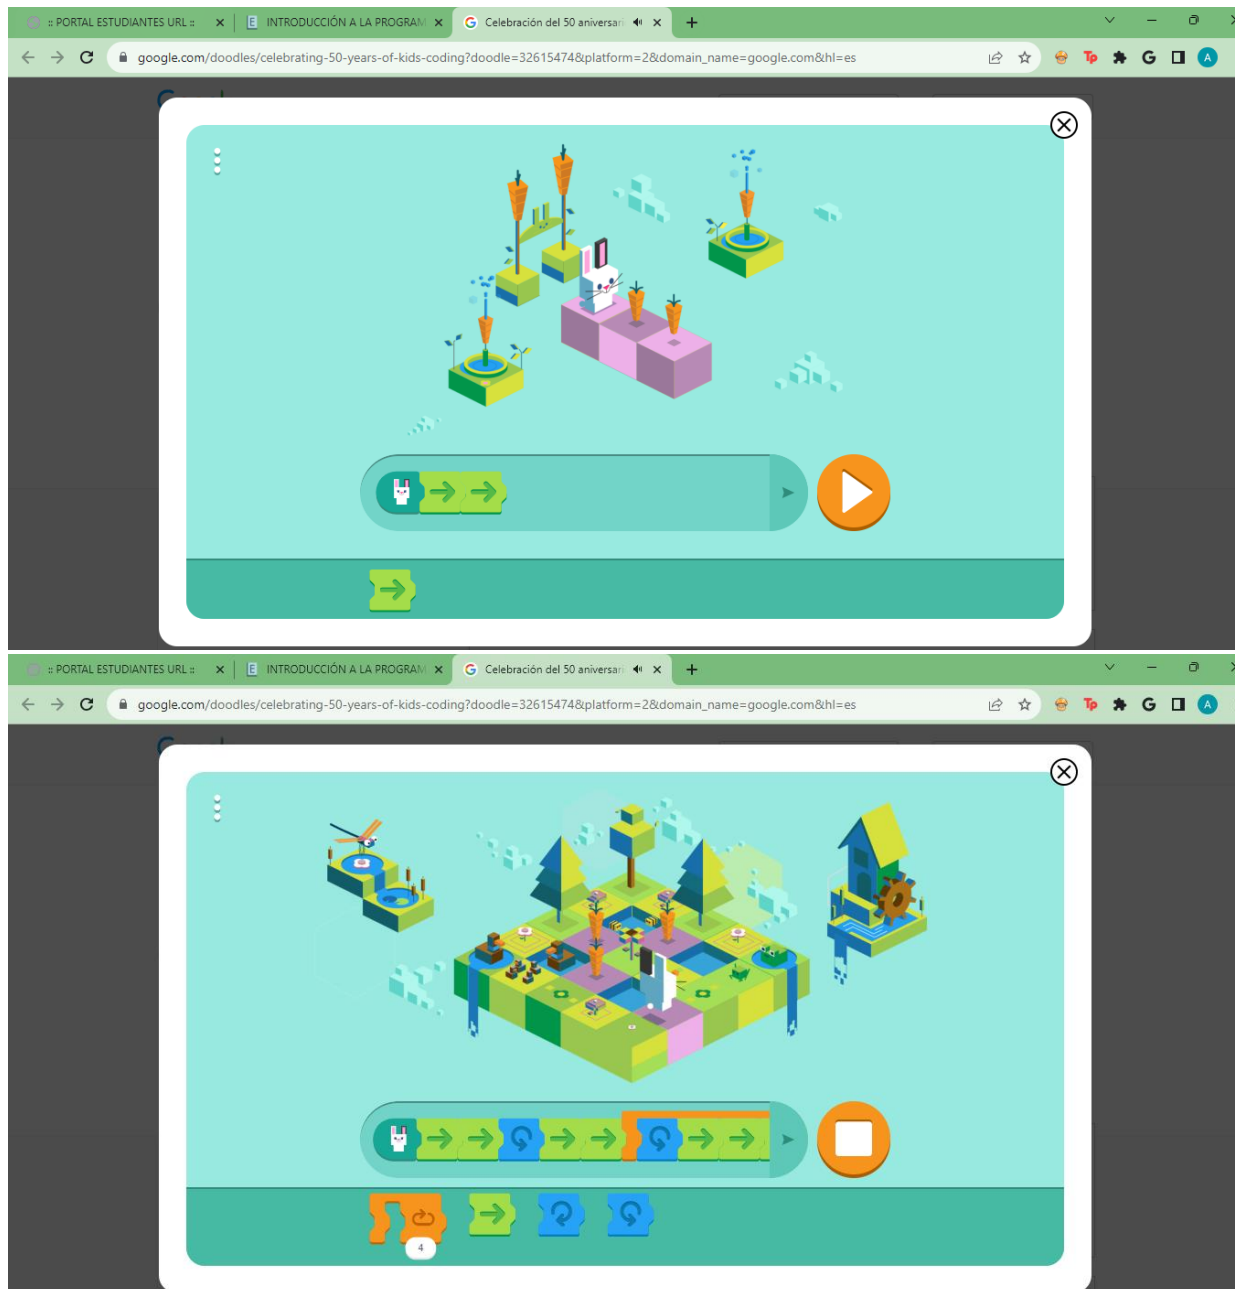 :: PORTAL ESTUDIANTES URL ::
INTRODUCCIÓN A LA PROGRAM
Celebración del 50 aniversari
google.com/doodles/celebrating-50-years-of-kids-coding?doodle=32615474&platform=2&domain_name=google.com&hl=es
Tp
G
A
:: PORTAL ESTUDIANTES URL ::
INTRODUCCIÓN A LA PROGRAM
Celebración del 50 aniversari
google.com/doodles/celebrating-50-years-of-kids-coding?doodle=32615474&platform=2&domain_name=google.com&hl=es
Tp
G
A
4